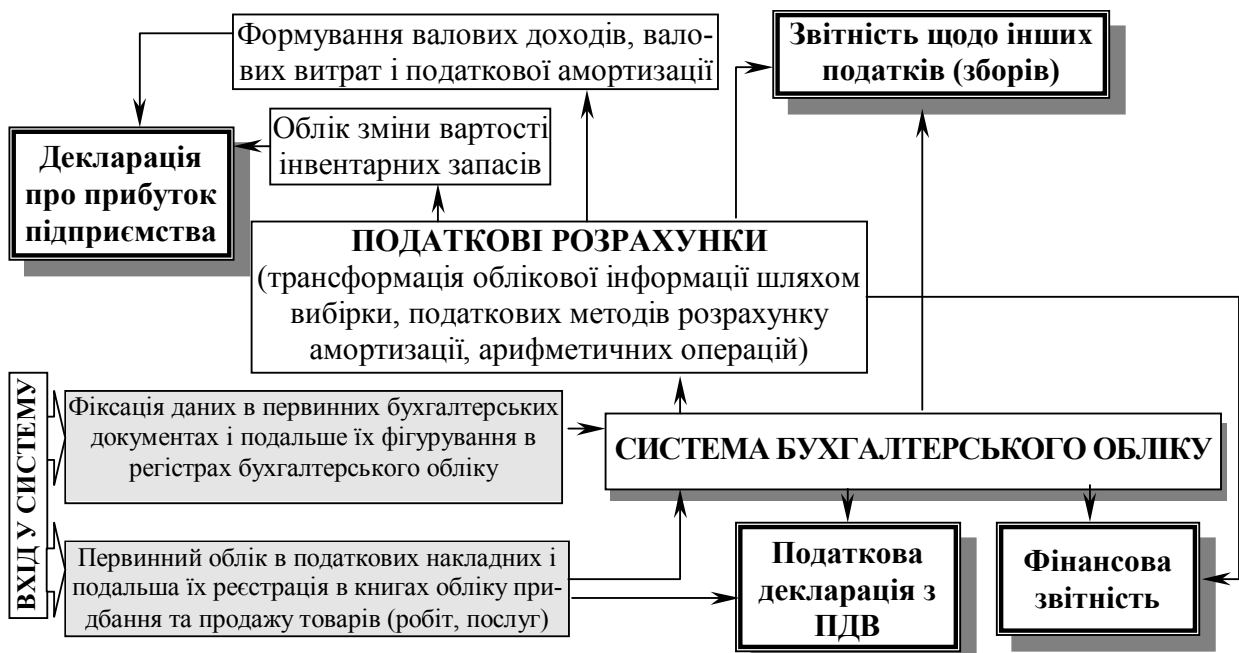 Формування валових доходів, вало-
вих витрат і податкової амортизації
Звітність щодо інших
податків (зборів)
Облік зміни вартості
інвентарних запасів
Декларація
про прибуток
підприємства
ПОДАТКОВІ РОЗРАХУНКИ
(трансформація облікової інформації шляхом
вибірки, податкових методів розрахунку
амортизації, арифметичних операцій)
ВХІД У СИСТЕМУ
Фіксація даних в первинних бухгалтерських
документах і подальше їх фігурування в
регістрах бухгалтерського обліку
СИСТЕМА БУХГАЛТЕРСЬКОГО ОБЛІКУ
Первинний облік в податкових накладних і
подальша їх реєстрація в книгах обліку при-
дбання та продажу товарів (робіт, послуг)
Податкова
декларація з
ПДВ
Фінансова
звітність